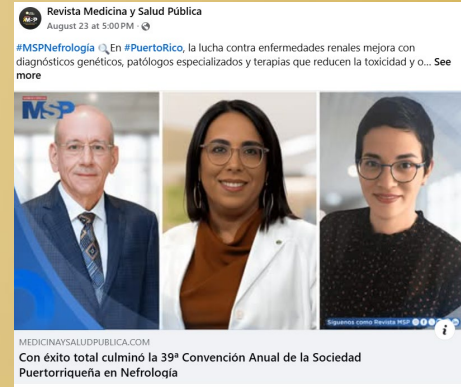 Revista Medicina y Salud Pública
August 23 at 5:00 PM ·
#MSPNefrología 🔍En #PuertoRico, la lucha contra enfermedades renales mejora con
diagnósticos genéticos, patólogos especializados y terapias que reducen la toxicidad y o... See
more
MSP
Síguenos como Revista MSP
MEDICINAYSALUDPUBLICA.COM
Con éxito total culminó la 39ª Convención Anual de la Sociedad
Puertorriqueña en Nefrología